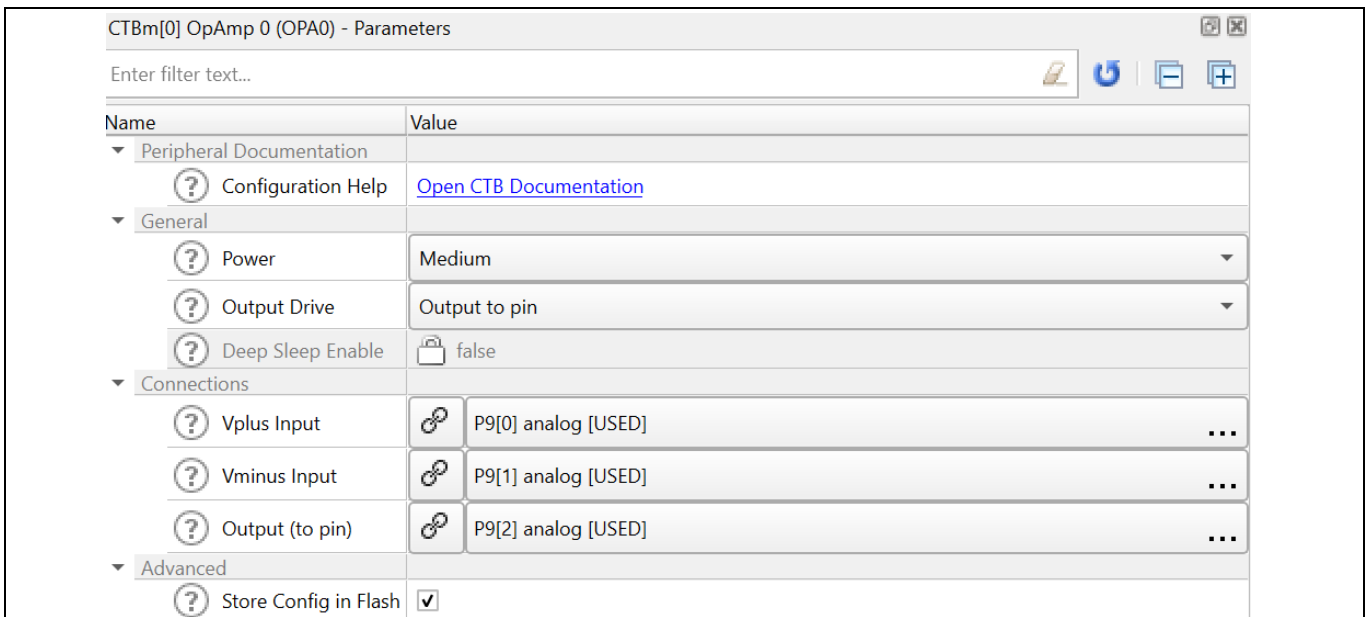 CTBm[0] OpAmp 0 (OPA0) - Parameters
Enter filter text...
Name Value
Peripheral Documentation
? Configuration Help Open CTB Documentation
General
? Power Medium
? Output Drive Output to pin
? Deep Sleep Enable false
Connections
? Vplus Input P9[0] analog [USED] ...
? Vminus Input P9[1] analog [USED] ...
? Output (to pin) P9[2] analog [USED] ...
Advanced
? Store Config in Flash